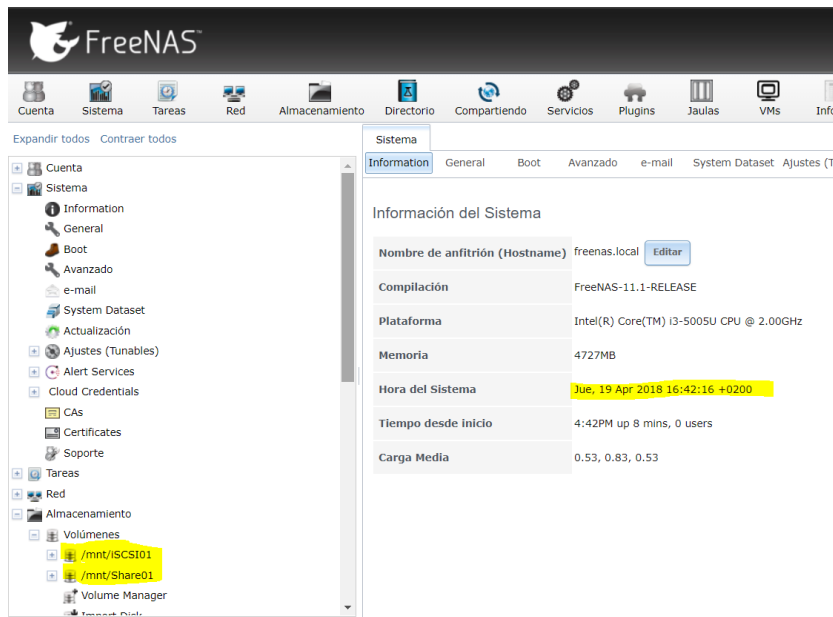 FreeNAS™
Cuenta Sistema Tareas Red Almacenamiento Directorio Compartiendo Servicios Plugins Jaulas VMs
Expandir todos Contraer todos
Sistema
Information General Boot Avanzado e-mail System Dataset Ajustes (T
Cuenta
Sistema
Information
General
Boot
Avanzado
e-mail
System Dataset
Actualización
Ajustes (Tunables)
Alert Services
Cloud Credentials
CAs
Certificates
Soporte
Tareas
Red
Almacenamiento
Volúmenes
/mnt/iSCSI01
/mnt/Share01
Volume Manager
Import Disk
Información del Sistema
Nombre de anfitrión (Hostname) freenas.local Editar
Compilación FreeNAS-11.1-RELEASE
Plataforma Intel(R) Core(TM) i3-5005U CPU @ 2.00GHz
Memoria 4727MB
Hora del Sistema Jue, 19 Apr 2018 16:42:16 +0200
Tiempo desde inicio 4:42PM up 8 mins, 0 users
Carga Media 0.53, 0.83, 0.53